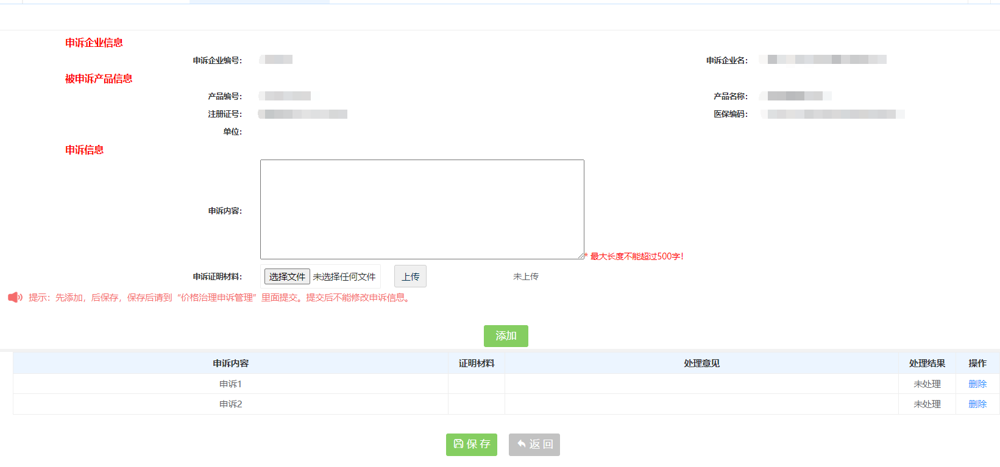 申诉企业信息
申诉企业编号： 申诉企业名：
被申诉产品信息
产品编号： 产品名称：
注册证号： 医保编码：
单位：
申诉信息
申诉内容：
* 最大长度不能超过500字！
申诉证明材料： 选择文件 未选择任何文件 上传 未上传
提示：先添加，后保存，保存后请到“价格治理申诉管理”里面提交。提交后不能修改申诉信息。
添加
申诉内容 证明材料 处理意见 处理结果 操作
申诉1 未处理 删除
申诉2 未处理 删除
保存 返回